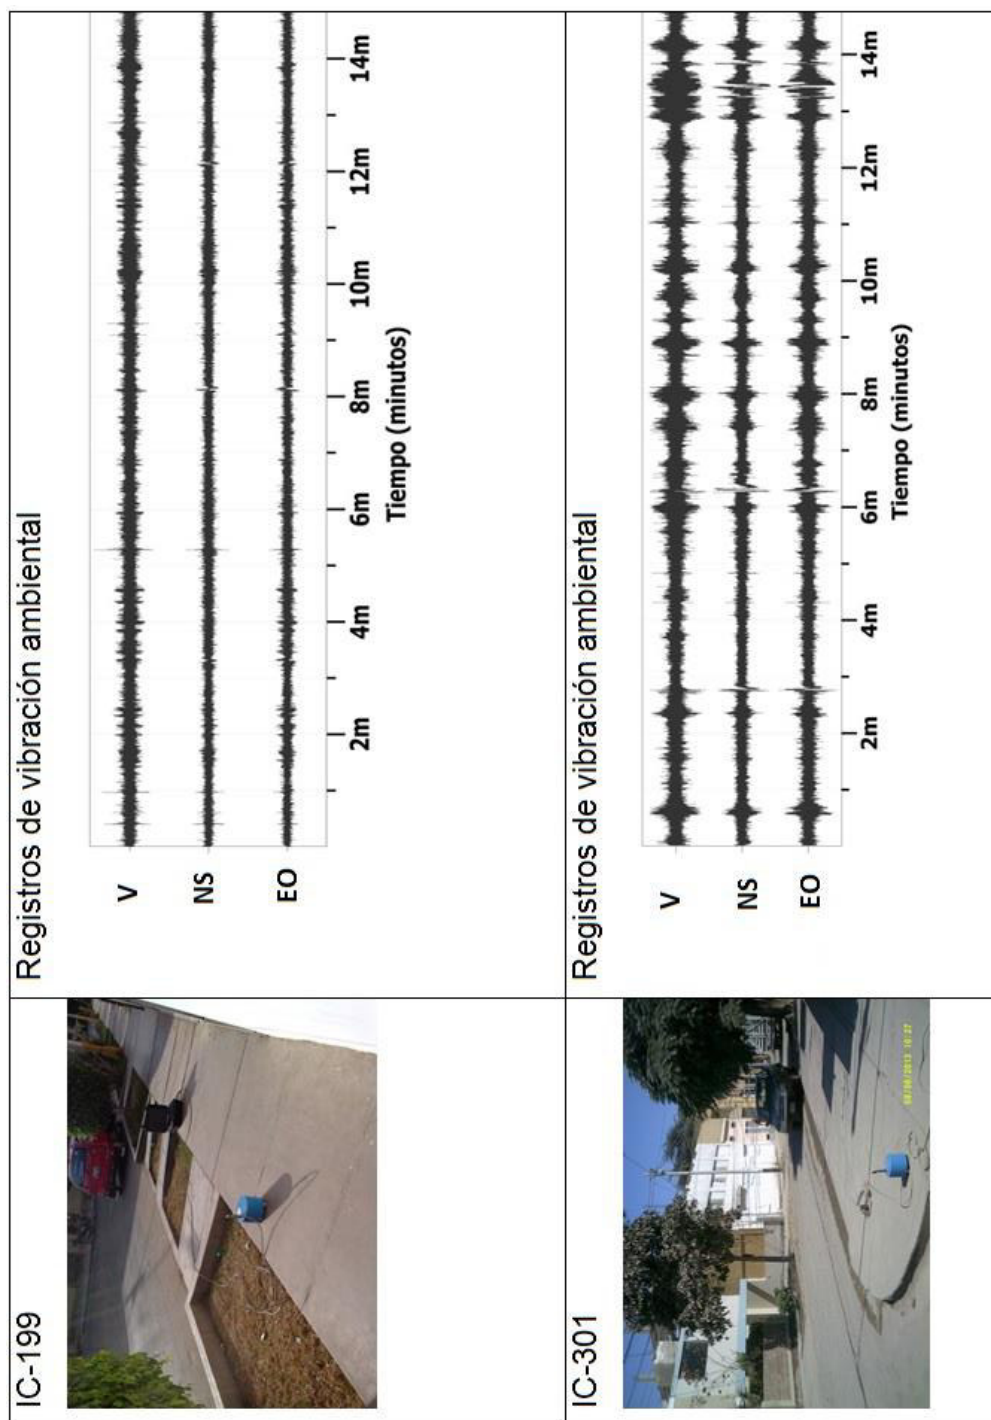 IC-199
Registros de vibración ambiental
V
NS
EO
2m
4m
6m
8m
10m
12m
14m
Tiempo (minutos)
IC-301
Registros de vibración ambiental
V
NS
EO
2m
4m
6m
8m
10m
12m
14m
Tiempo (minutos)